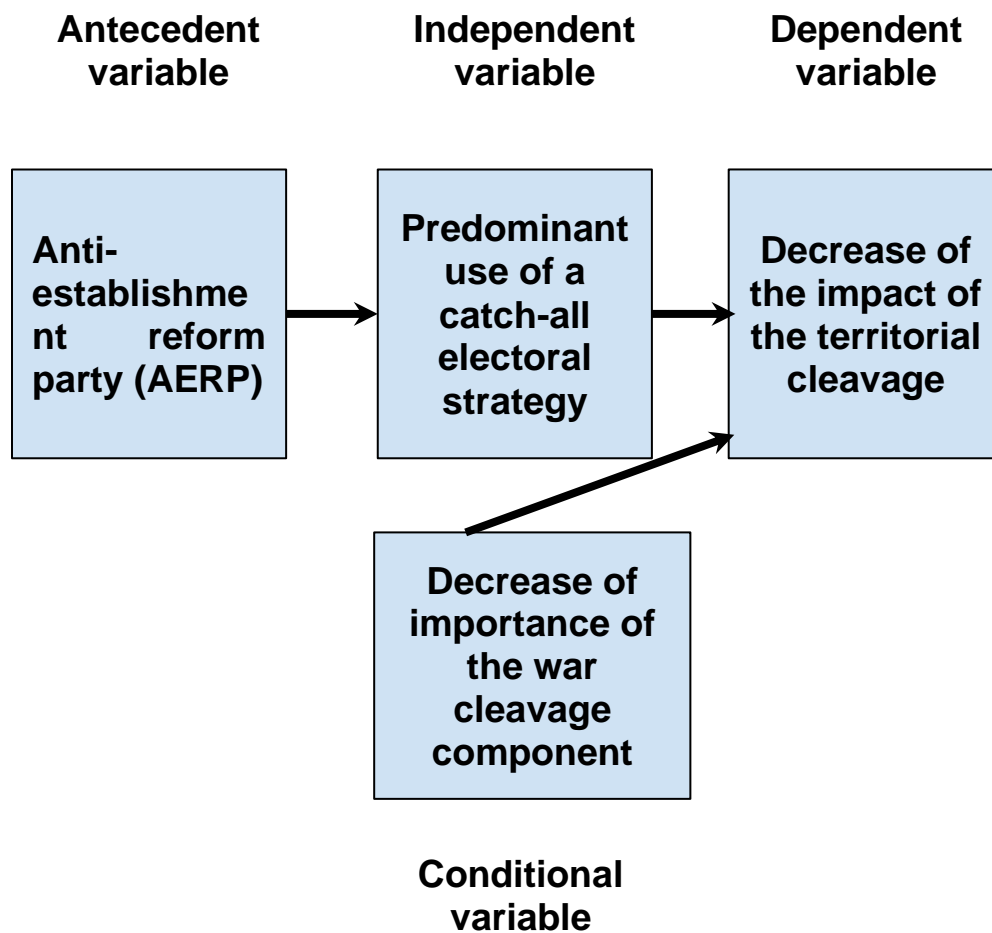 Antecedent
variable
Independent
variable
Dependent
variable
Anti-
establishme
nt reform
party (AERP)
Predominant
use of a
catch-all
electoral
strategy
Decrease of
the impact of
the territorial
cleavage
Decrease of
importance of
the war
cleavage
component
Conditional
variable